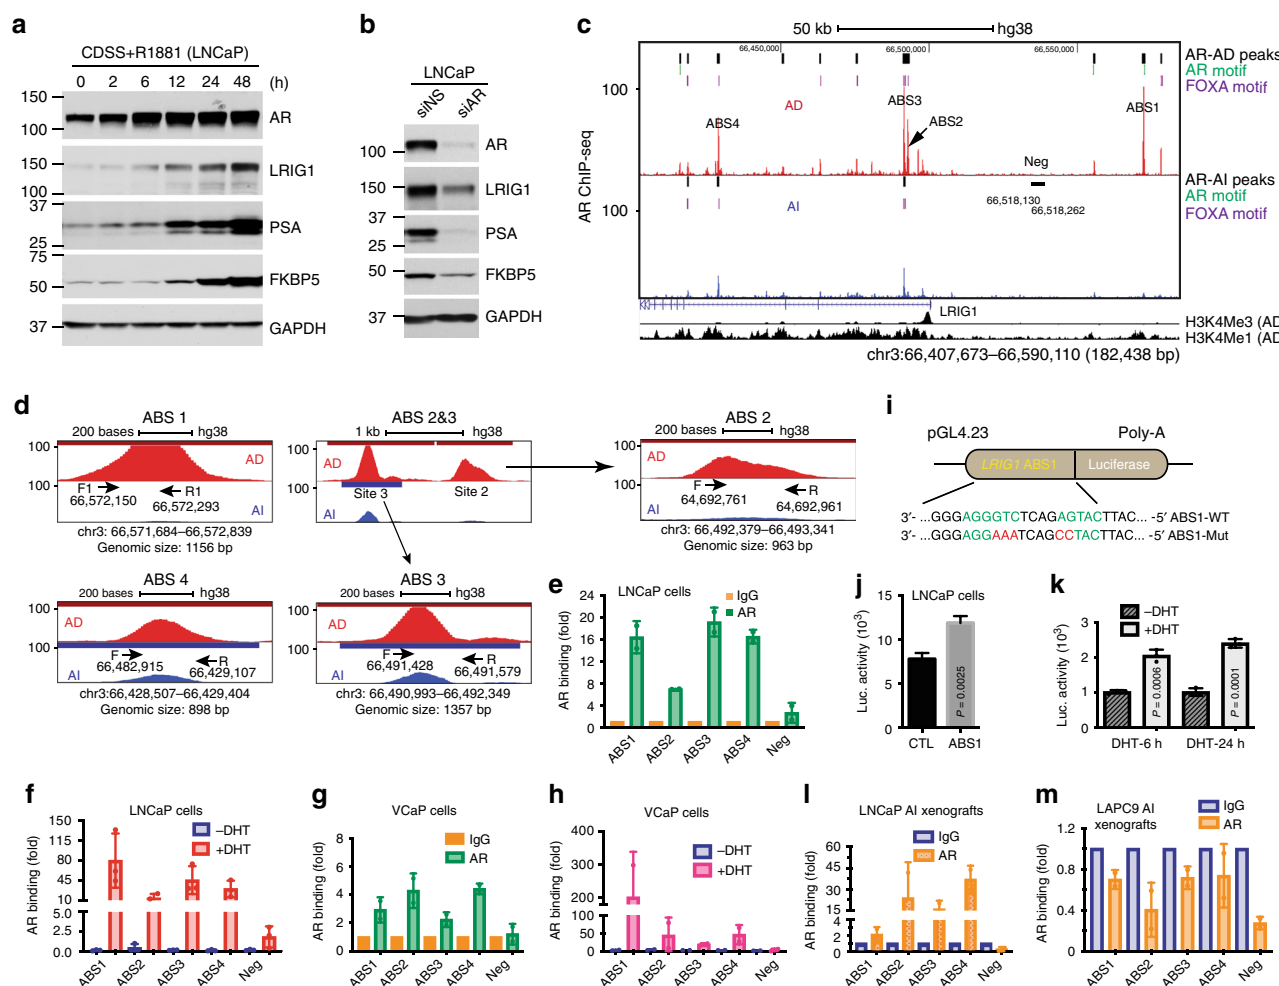 a
CDSS+R1881 (LNCaP)
0 2 6 12 24 48 (h)
150
100
AR
150
100
LRIG1
37
25
PSA
75
50
FKBP5
37
GAPDH
b
LNCaP
siNS siAR
100
AR
150
LRIG1
37
25
PSA
50
FKBP5
37
GAPDH
c
50 kb hg38
66,450,000 66,500,000 66,550,000
AR-AD peaks
AR motif
FOXA motif
100
AD
ABS4
ABS3
ABS2
ABS1
Neg
66,518,130
66,518,262
AR ChIP-seq
AR-AI peaks
AR motif
FOXA motif
100
AI
LRIG1
H3K4Me3 (AD
H3K4Me1 (AD
chr3:66,407,673–66,590,110 (182,438 bp)
d
ABS 1
200 bases hg38
100
AD
100
F1
R1
66,572,150
66,572,293
AI
chr3: 66,571,684–66,572,839
Genomic size: 1156 bp
ABS 2&3
1 kb hg38
100
AD
100
Site 3 Site 2
AI
ABS 2
200 bases hg38
100
AD
100
F
R
64,692,761
64,692,961
AI
chr3: 66,492,379–66,493,341
Genomic size: 963 bp
ABS 4
200 bases hg38
100
AD
100
F
R
66,482,915
66,429,107
AI
chr3:66,428,507–66,429,404
Genomic size: 898 bp
ABS 3
200 bases hg38
100
AD
100
F
R
66,491,428
66,491,579
AI
chr3: 66,490,993–66,492,349
Genomic size: 1357 bp
e
LNCaP cells
IgG
AR
AR binding (fold)
24
20
16
12
8
4
0
ABS1 ABS2 ABS3 ABS4 Neg
i
pGL4.23 Poly-A
LRIG1 ABS1 Luciferase
3′- ...GGGAGGGTCTCAGAGTACTTAC... -5′ ABS1-WT
3′- ...GGGAGGAAATCAGCCTACTTAC... -5′ ABS1-Mut
j
LNCaP cells
Luc. activity (10³)
15
10
5
0
P = 0.0025
CTL ABS1
k
–DHT
+DHT
Luc. activity (10³)
3
2
1
0
P = 0.0006
P = 0.0001
DHT-6 h DHT-24 h
f
LNCaP cells
–DHT
+DHT
AR binding (fold)
150
115
80
45
10
5.0
2.5
0.0
ABS1 ABS2 ABS3 ABS4 Neg
g
VCaP cells
IgG
AR
AR binding (fold)
8
6
4
2
0
ABS1 ABS2 ABS3 ABS4 Neg
h
VCaP cells
–DHT
+DHT
AR binding (fold)
400
300
200
100
50
0
ABS1 ABS2 ABS3 ABS4 Neg
l
LNCaP AI xenografts
IgG
AR
AR binding (fold)
60
45
30
15
4
2
0
ABS1 ABS2 ABS3 ABS4 Neg
m
LAPC9 AI
xenografts
IgG
AR
AR binding (fold)
1.2
0.8
0.4
0
ABS1 ABS2 ABS3 ABS4 Neg